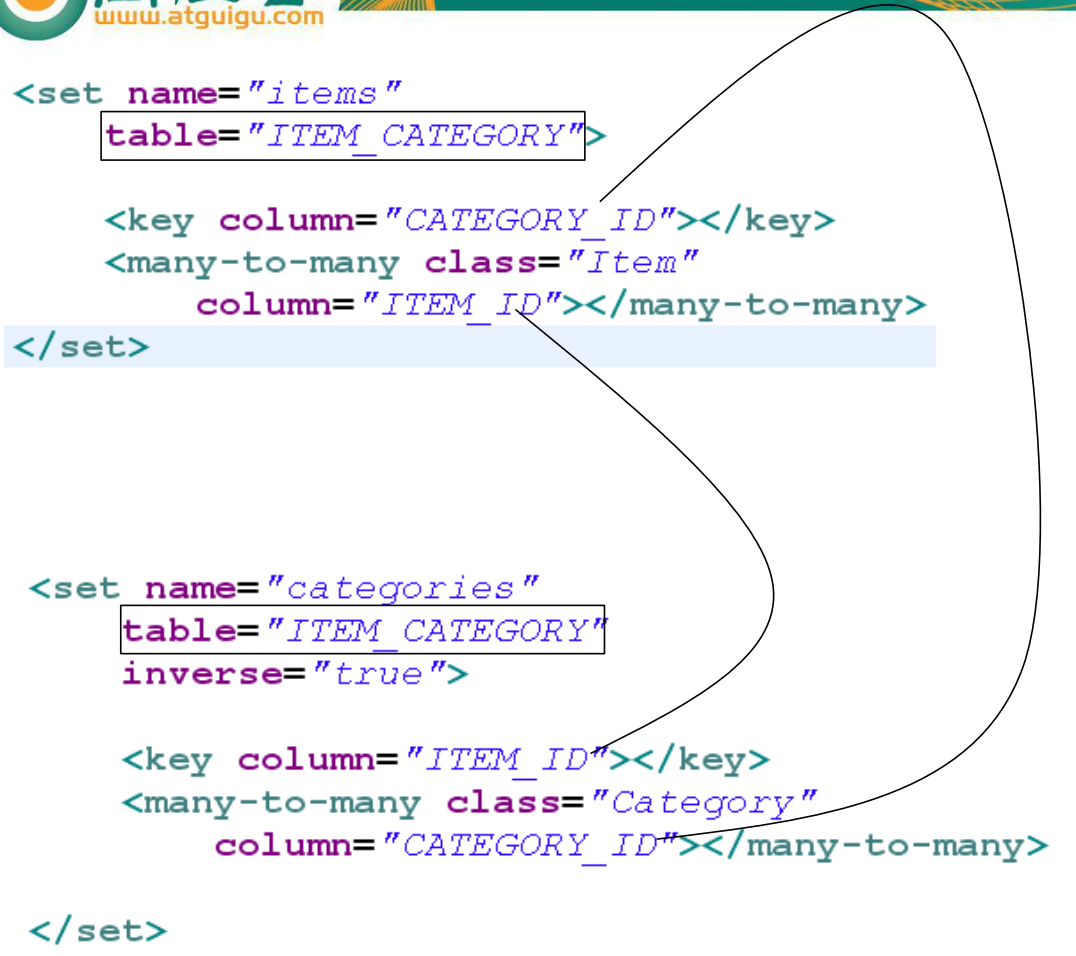 www.atguigu.com
<set name="items"
table="ITEM_CATEGORY">
<key column="CATEGORY_ID"></key>
<many-to-many class="Item"
column="ITEM_ID"></many-to-many>
</set>
<set name="categories"
table="ITEM_CATEGORY"
inverse="true">
<key column="ITEM_ID"></key>
<many-to-many class="Category"
column="CATEGORY_ID"></many-to-many>
</set>